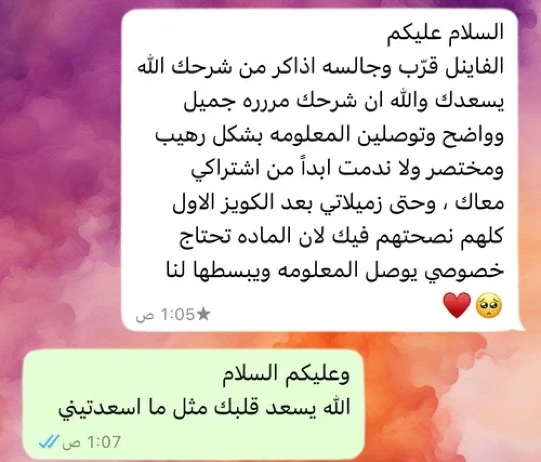 السلام عليكم
الفاينل قرّب وجالسه اذاكر من شرحك الله
يسعدك والله ان شرحك مررره جميل
وواضح وتوصلين المعلومه بشكل رهيب
ومختصر ولا ندمت ابداً من اشتراكي
معاك ، وحتى زميلاتي بعد الكويز الاول
كلهم نصحتهم فيك لان الماده تحتاج
خصوصي يوصل المعلومه ويبسطها لنا
🥺♥️
1:05 ص
وعليكم السلام
الله يسعد قلبك مثل ما اسعدتيني
1:07 ص